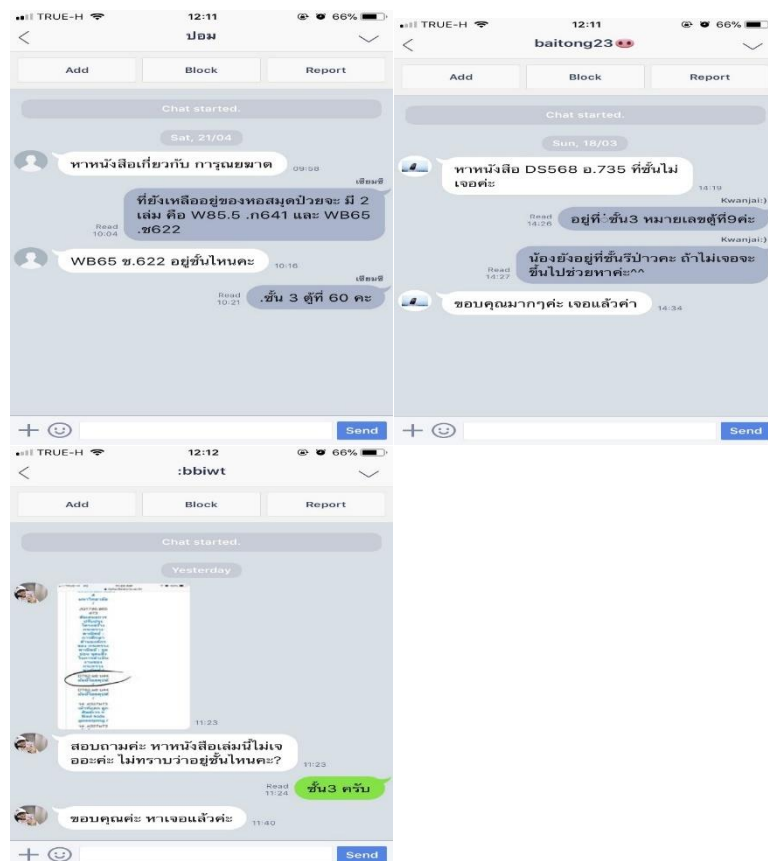 TRUE-H
12:11
66%
ปอม
Add Block Report
Chat started.
Sat, 21/04
หาหนังสือเกี่ยวกับ การุณยฆาต
09:58
เธียมซี
ที่ยังเหลืออยู่ของหอสมุดป๋วยจะ มี 2
เล่ม คือ W85.5 .ก641 และ WB65
.ช622
Read
10:04
WB65 ช.622 อยู่ชั้นไหนคะ
10:16
.ชั้น 3 ตู้ที่ 60 คะ
Read
10:21
Send
TRUE-H
12:11
66%
baitong23
Add Block Report
Chat started.
Sun, 18/03
หาหนังสือ DS568 อ.735 ที่ชั้นไม่
เจอค่ะ
14:19
Kwanjai:)
อยู่ที่ชั้น3 หมายเลขตู้ที่9ค่ะ
Read
14:26
Kwanjai:)
น้องยังอยู่ที่ชั้นรึป่าวคะ ถ้าไม่เจอจะ
ขึ้นไปช่วยหาค่ะ^^
Read
14:27
ขอบคุณมากๆค่ะ เจอแล้วค่า
14:34
Send
TRUE-H
12:12
66%
:bbiwt
Add Block Report
Chat started.
Yesterday
11:23
สอบถามค่ะ หาหนังสือเล่มนี้ไม่เจ
ออะค่ะ ไม่ทราบว่าอยู่ชั้นไหนคะ?
11:23
ชั้น3 ครับ
Read
11:24
ขอบคุณค่ะ หาเจอแล้วค่ะ
11:40
Send